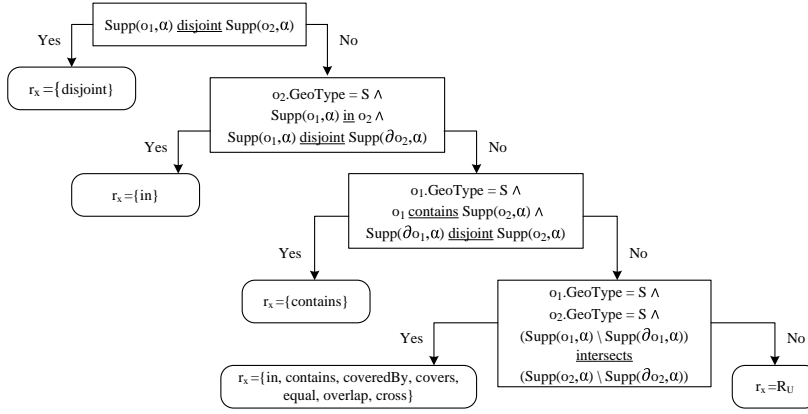 Supp(o₁,α) disjoint Supp(o₂,α)
Yes
No
rₓ={disjoint}
o₂.GeoType = S ∧
Supp(o₁,α) in o₂ ∧
Supp(o₁,α) disjoint Supp(∂o₂,α)
Yes
No
rₓ={in}
o₁.GeoType = S ∧
o₁ contains Supp(o₂,α) ∧
Supp(∂o₁,α) disjoint Supp(o₂,α)
Yes
No
rₓ={contains}
o₁.GeoType = S ∧
o₂.GeoType = S ∧
(Supp(o₁,α) \ Supp(∂o₁,α))
intersects
(Supp(o₂,α) \ Supp(∂o₂,α))
Yes
No
rₓ={in, contains, coveredBy, covers,
equal, overlap, cross}
rₓ=R_U